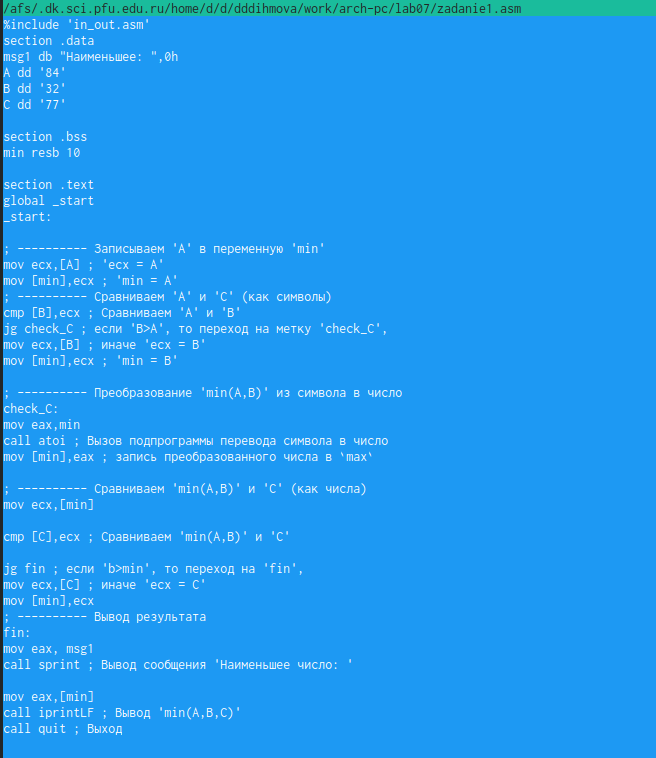 /afs/.dk.sci.pfu.edu.ru/home/d/d/dddihmova/work/arch-pc/lab07/zadanie1.asm
%include 'in_out.asm'
section .data
msg1 db "Наименьшее: ",0h
A dd '84'
B dd '32'
C dd '77'
section .bss
min resb 10
section .text
global _start
_start:
; ---------- Записываем 'A' в переменную 'min'
mov ecx,[A] ; 'ecx = A'
mov [min],ecx ; 'min = A'
; ---------- Сравниваем 'A' и 'С' (как символы)
cmp [B],ecx ; Сравниваем 'A' и 'B'
jg check_C ; если 'B>A', то переход на метку 'check_C',
mov ecx,[B] ; иначе 'ecx = B'
mov [min],ecx ; 'min = B'
; ---------- Преобразование 'min(A,B)' из символа в число
check_C:
mov eax,min
call atoi ; Вызов подпрограммы перевода символа в число
mov [min],eax ; запись преобразованного числа в `max`
; ---------- Сравниваем 'min(A,B)' и 'C' (как числа)
mov ecx,[min]
cmp [C],ecx ; Сравниваем 'min(A,B)' и 'C'
jg fin ; если 'b>min', то переход на 'fin',
mov ecx,[C] ; иначе 'ecx = C'
mov [min],ecx
; ---------- Вывод результата
fin:
mov eax, msg1
call sprint ; Вывод сообщения 'Наименьшее число: '
mov eax,[min]
call iprintLF ; Вывод 'min(A,B,C)'
call quit ; Выход